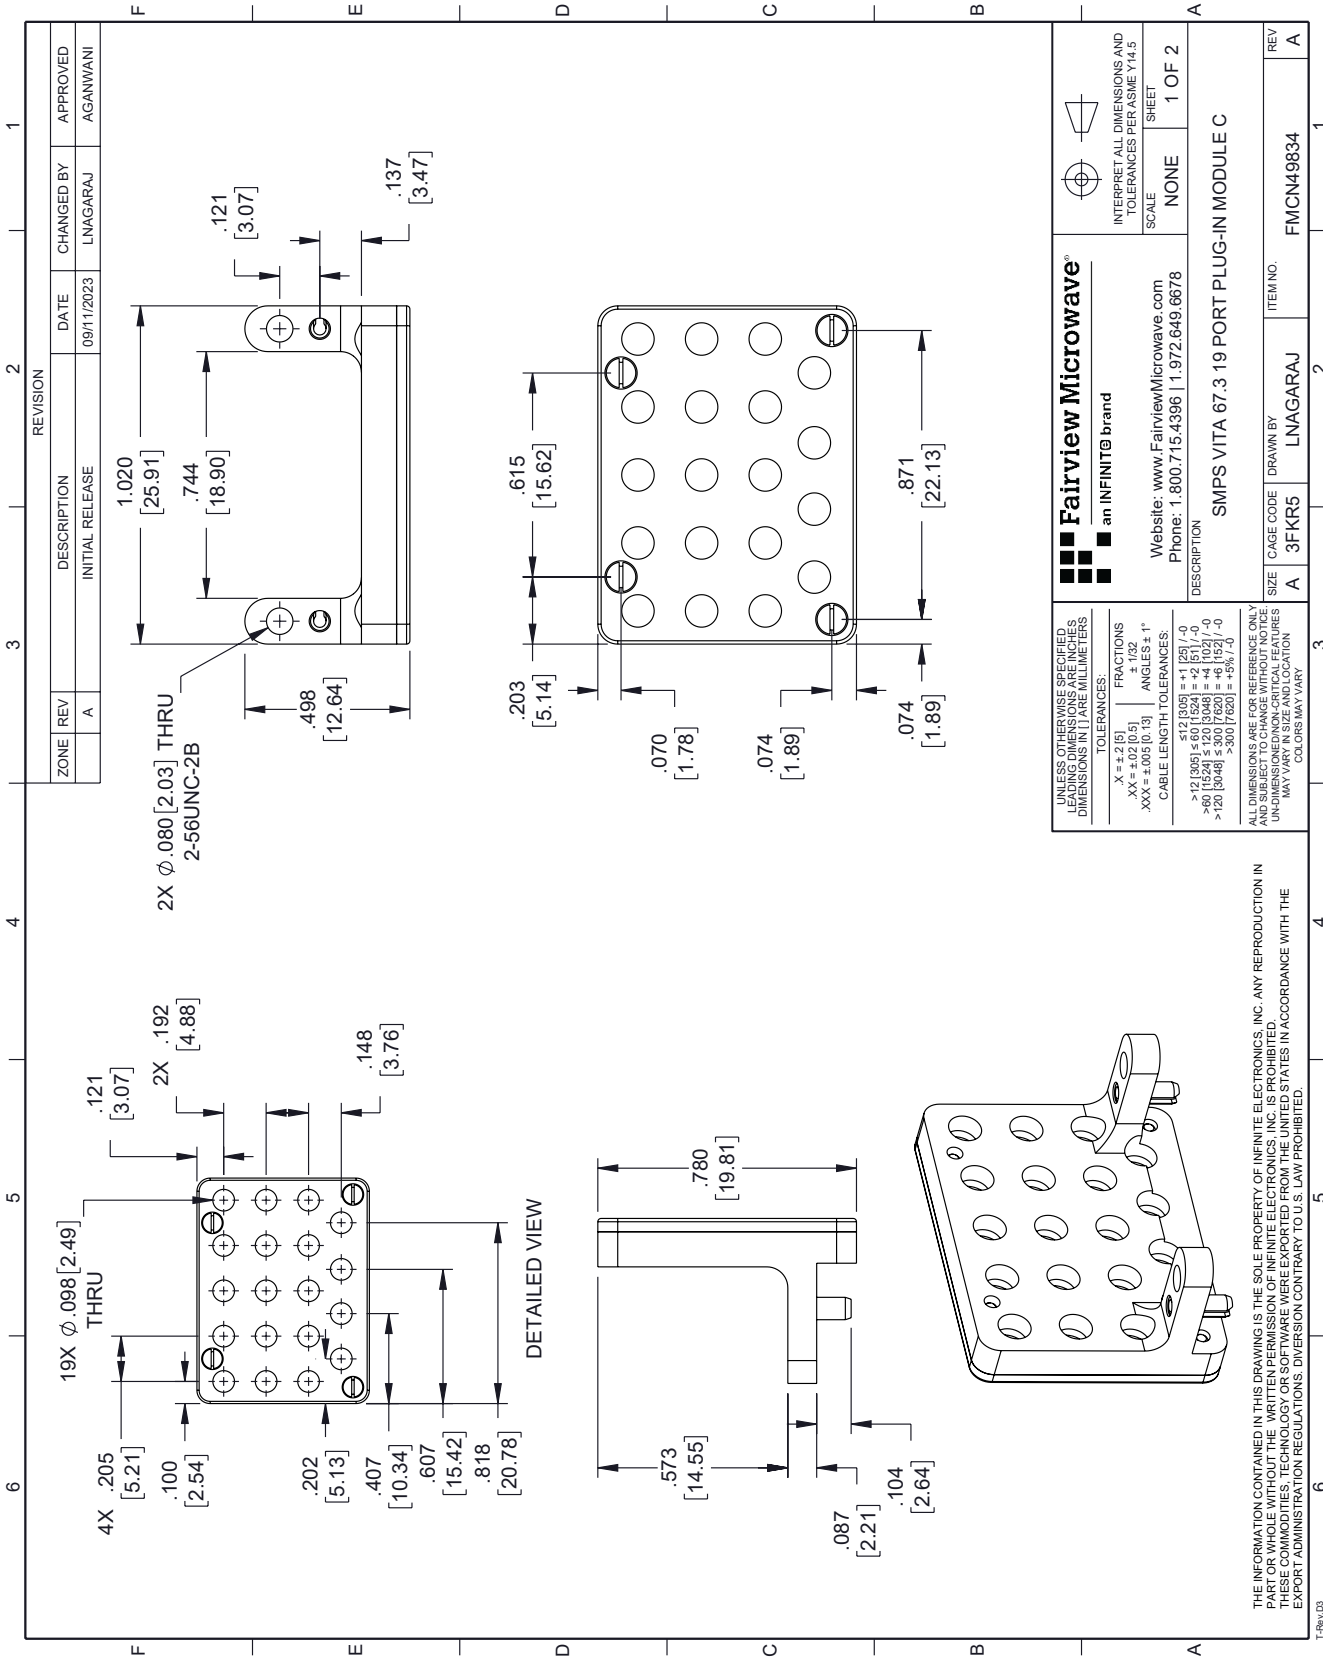 6
5
4
3
2
1
F
E
D
C
B
A
REVISION
ZONE REV DESCRIPTION DATE CHANGED BY APPROVED
A INITIAL RELEASE 09/11/2023 LNAGARAJ AGANWANI
19X ∅ .098 [2.49]
THRU
4X .205
[5.21]
.100
[2.54]
.121
[3.07]
2X .192
[4.88]
.148
[3.76]
.202
[5.13]
.407
[10.34]
.607
[15.42]
.818
[20.78]
DETAILED VIEW
2X ∅ .080 [2.03] THRU
2-56UNC-2B
1.020
[25.91]
.744
[18.90]
.121
[3.07]
.137
[3.47]
.498
[12.64]
.573
[14.55]
.087
[2.21]
.104
[2.64]
.780
[19.81]
.203
[5.14]
.615
[15.62]
.070
[1.78]
.074
[1.89]
.074
[1.89]
.871
[22.13]
UNLESS OTHERWISE SPECIFIED
LEADING DIMENSIONS ARE INCHES
DIMENSIONS IN [ ] ARE MILLIMETERS
TOLERANCES:
.X = ±.2 [5] FRACTIONS
.XX = ±.02 [0.5] ± 1/32
.XXX = ±.005 [0.13] ANGLES ± 1°
CABLE LENGTH TOLERANCES:
≤12 [305] = +1 [25] / -0
>12 [305] ≤ 60 [1524] = +2 [51] / -0
>60 [1524] ≤ 120 [3048] = +4 [102] / -0
>120 [3048] ≤ 300 [7620] = +6 [152] / -0
>300 [7620] = +5% / -0
ALL DIMENSIONS ARE FOR REFERENCE ONLY
AND SUBJECT TO CHANGE WITHOUT NOTICE.
UN-DIMENSIONED/NON-CRITICAL FEATURES
MAY VARY IN SIZE AND LOCATION
COLORS MAY VARY
Fairview Microwave®
an INFINIT℮ brand
Website: www.FairviewMicrowave.com
Phone: 1.800.715.4396 | 1.972.649.6678
INTERPRET ALL DIMENSIONS AND
TOLERANCES PER ASME Y14.5
SCALE
NONE
SHEET
1 OF 2
DESCRIPTION
SMPS VITA 67.3 19 PORT PLUG-IN MODULE C
SIZE
A
CAGE CODE
3FKR5
DRAWN BY
LNAGARAJ
ITEM NO.
FMCN49834
REV
A
THE INFORMATION CONTAINED IN THIS DRAWING IS THE SOLE PROPERTY OF INFINITE ELECTRONICS, INC. ANY REPRODUCTION IN
PART OR WHOLE WITHOUT THE WRITTEN PERMISSION OF INFINITE ELECTRONICS, INC. IS PROHIBITED.
THESE COMMODITIES, TECHNOLOGY OR SOFTWARE WERE EXPORTED FROM THE UNITED STATES IN ACCORDANCE WITH THE
EXPORT ADMINISTRATION REGULATIONS. DIVERSION CONTRARY TO U.S. LAW PROHIBITED.
F
E
D
C
B
A
6
5
4
3
2
1
T-Rev.D3